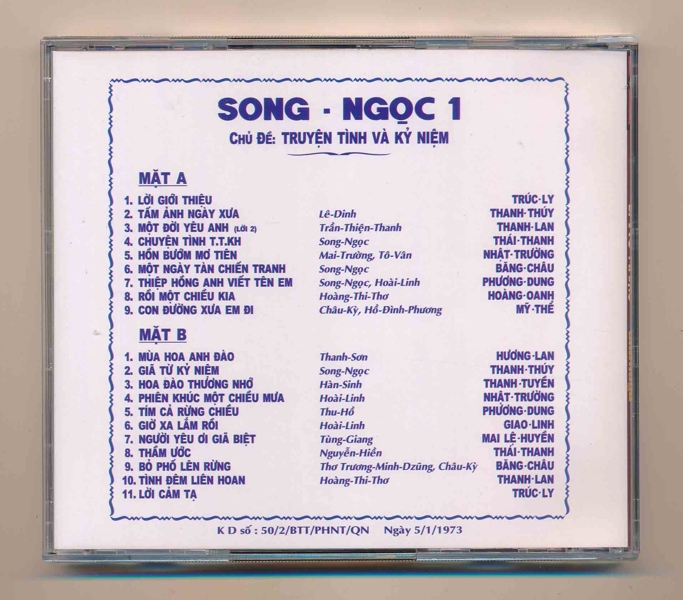 SONG - NGỌC 1
CHỦ ĐỀ: TRUYỆN TÌNH VÀ KỶ NIỆM
MẶT A
1. LỜI GIỚI THIỆU TRÚC-LY
2. TẤM ẢNH NGÀY XƯA Lê-Dinh THANH-THÚY
3. MỘT ĐỜI YÊU ANH (LỜI 2) Trần-Thiện-Thanh THANH-LAN
4. CHUYỆN TÌNH T.T.KH Song-Ngọc THÁI-THANH
5. HỒN BƯỚM MƠ TIÊN Mai-Trường, Tô-Vân NHẬT-TRƯỜNG
6. MỘT NGÀY TÀN CHIẾN TRANH Song-Ngọc BĂNG-CHÂU
7. THIỆP HỒNG ANH VIẾT TÊN EM Song-Ngọc, Hoài-Linh PHƯƠNG-DUNG
8. RỒI MỘT CHIỀU KIA Hoàng-Thi-Thơ HOÀNG-OANH
9. CON ĐƯỜNG XƯA EM ĐI Châu-Kỳ, Hồ-Đình-Phương MỸ-THỂ
MẶT B
1. MÙA HOA ANH ĐÀO Thanh-Sơn HƯƠNG-LAN
2. GIÃ TỪ KỶ NIỆM Song-Ngọc THANH-THÚY
3. HOA ĐÀO THƯƠNG NHỚ Hàn-Sinh THANH-TUYỀN
4. PHIÊN KHÚC MỘT CHIỀU MƯA Hoài-Linh NHẬT-TRƯỜNG
5. TÍM CẢ RỪNG CHIỀU Thu-Hồ PHƯƠNG-DUNG
6. GIỜ XA LẮM RỒI Hoài-Linh GIAO-LINH
7. NGƯỜI YÊU ƠI GIÃ BIỆT Tùng-Giang MAI LỆ-HUYỀN
8. THẦM ƯỚC Nguyễn-Hiền THÁI-THANH
9. BỎ PHỐ LÊN RỪNG Thơ Trương-Minh-Dzũng, Châu-Kỳ BĂNG-CHÂU
10. TÌNH ĐÊM LIÊN HOAN Hoàng-Thi-Thơ THANH-LAN
11. LỜI CẢM TẠ TRÚC-LY
K D số : 50/2/BTT/PHNT/QN Ngày 5/1/1973